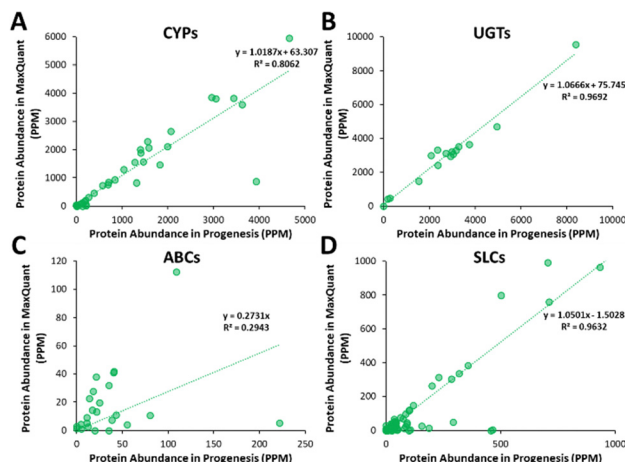 A
CYPs
Protein Abundance in MaxQuant
(PPM)
6000
5000
4000
3000
2000
1000
0
y = 1.0187x + 63.307
R² = 0.8062
0
1000
2000
3000
4000
5000
Protein Abundance in Progenesis (PPM)
B
UGTs
Protein Abundance in MaxQuant
(PPM)
10000
8000
6000
4000
2000
0
y = 1.0666x + 75.745
R² = 0.9692
0
2000
4000
6000
8000
10000
Protein Abundance in Progenesis (PPM)
C
ABCs
Protein Abundance in MaxQuant
(PPM)
120
100
80
60
40
20
0
y = 0.2731x
R² = 0.2943
0
50
100
150
200
250
Protein Abundance in Progenesis (PPM)
D
SLCs
Protein Abundance in MaxQuant
(PPM)
1000
800
600
400
200
0
y = 1.0501x - 1.5028
R² = 0.9632
0
500
1000
Protein Abundance in Progenesis (PPM)